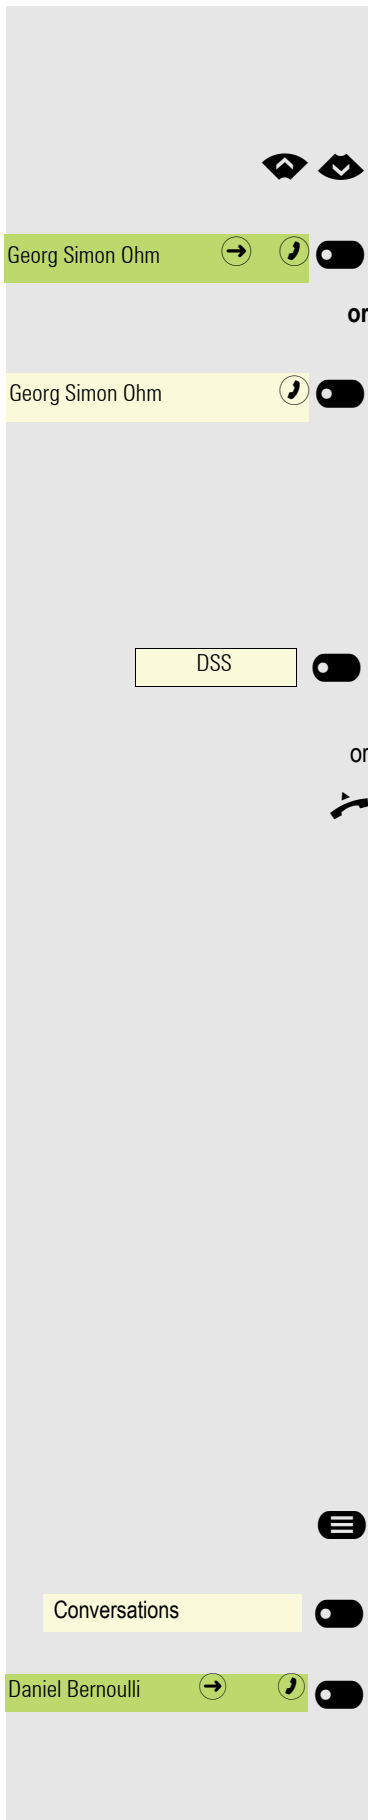 Georg Simon Ohm
or
Georg Simon Ohm
DSS
or
Conversations
Daniel Bernoulli